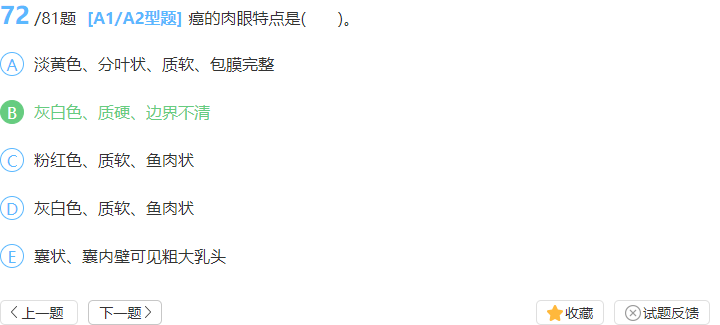 72/81题 [A1/A2型题] 癌的肉眼特点是(　　)。
A 淡黄色、分叶状、质软、包膜完整
B 灰白色、质硬、边界不清
C 粉红色、质软、鱼肉状
D 灰白色、质软、鱼肉状
E 囊状、囊内壁可见粗大乳头
上一题 下一题 收藏 试题反馈